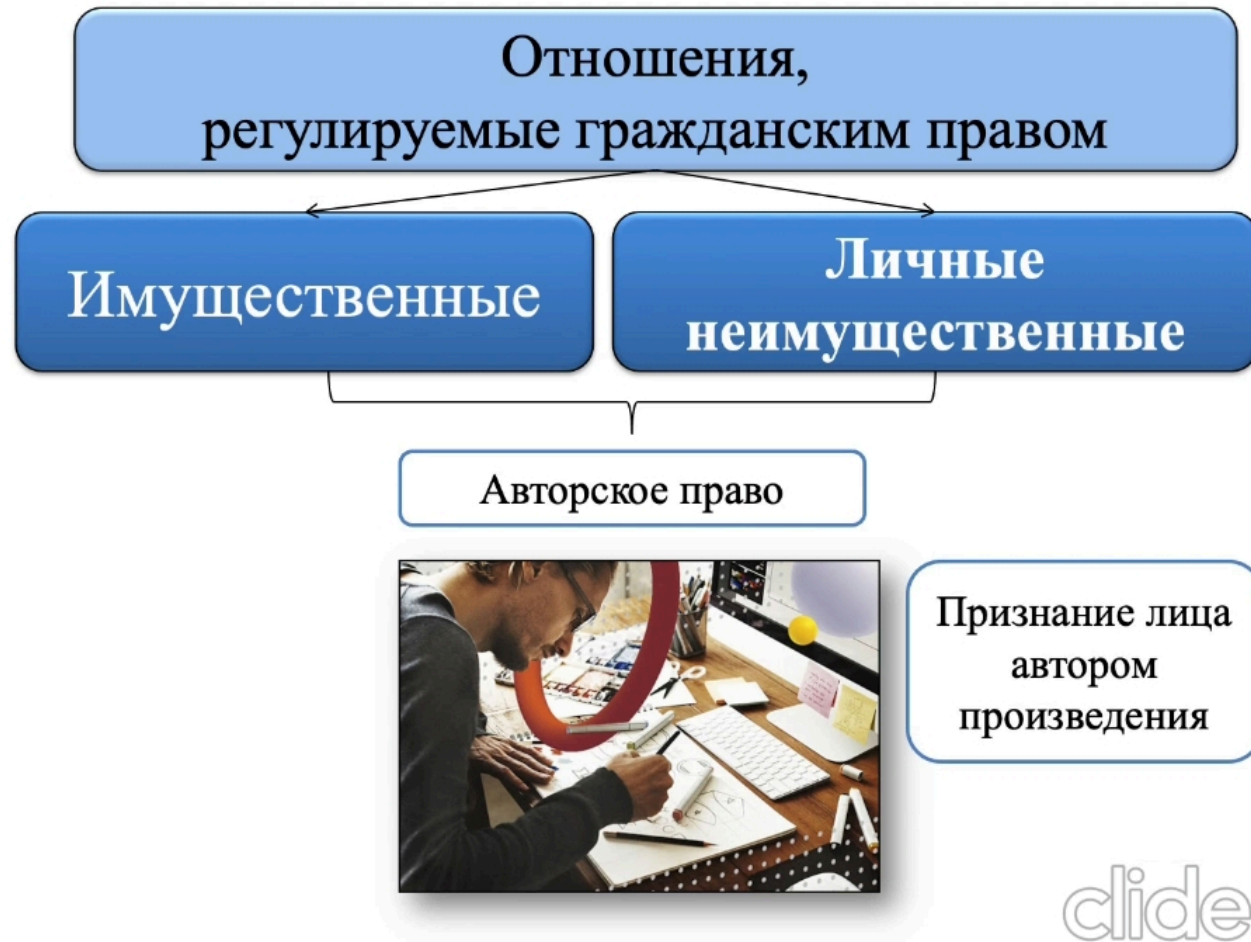 Отношения,
регулируемые гражданским правом
Имущественные
Личные
неимущественные
Авторское право
Признание лица
автором
произведения
clide